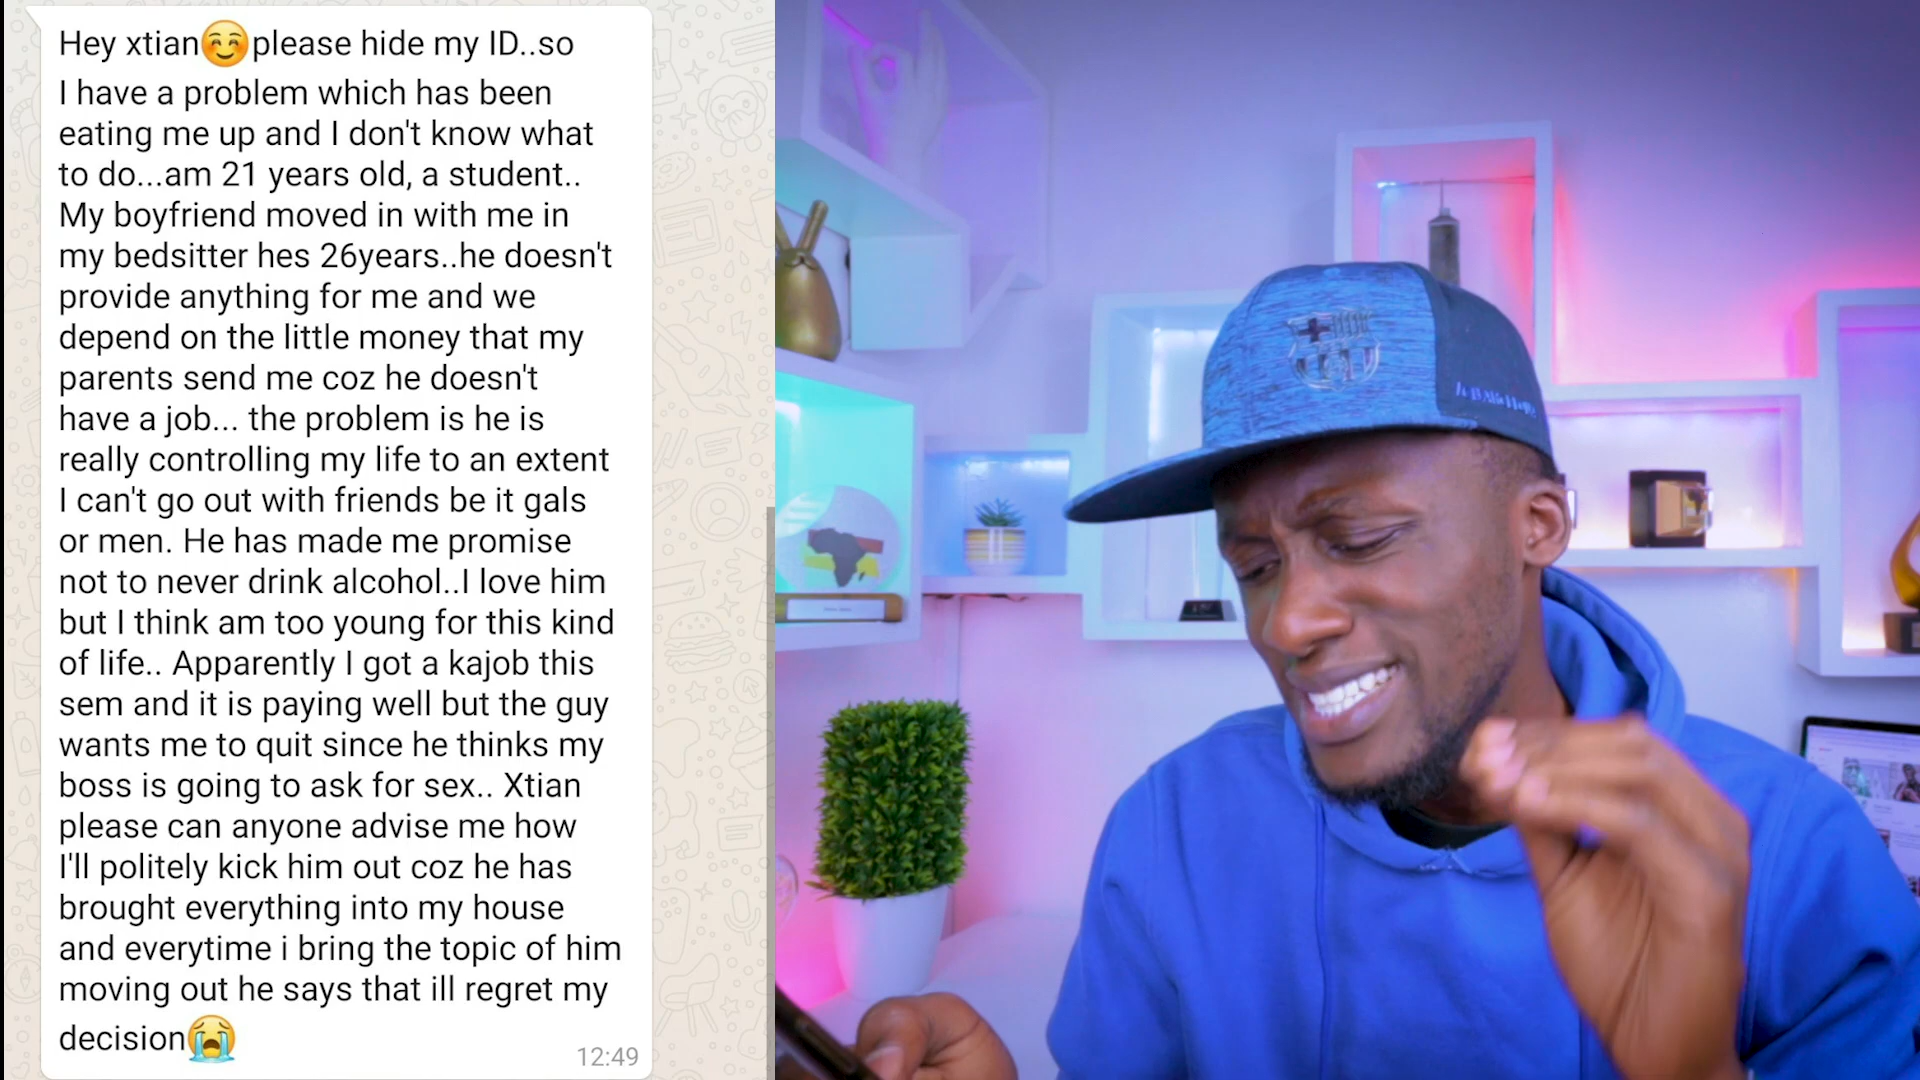 Hey xtian😊please hide my ID..so
I have a problem which has been
eating me up and I don't know what
to do...am 21 years old, a student..
My boyfriend moved in with me in
my bedsitter hes 26years..he doesn't
provide anything for me and we
depend on the little money that my
parents send me coz he doesn't
have a job... the problem is he is
really controlling my life to an extent
I can't go out with friends be it gals
or men. He has made me promise
not to never drink alcohol..I love him
but I think am too young for this kind
of life.. Apparently I got a kajob this
sem and it is paying well but the guy
wants me to quit since he thinks my
boss is going to ask for sex.. Xtian
please can anyone advise me how
I'll politely kick him out coz he has
brought everything into my house
and everytime i bring the topic of him
moving out he says that ill regret my
decision😭
12:49